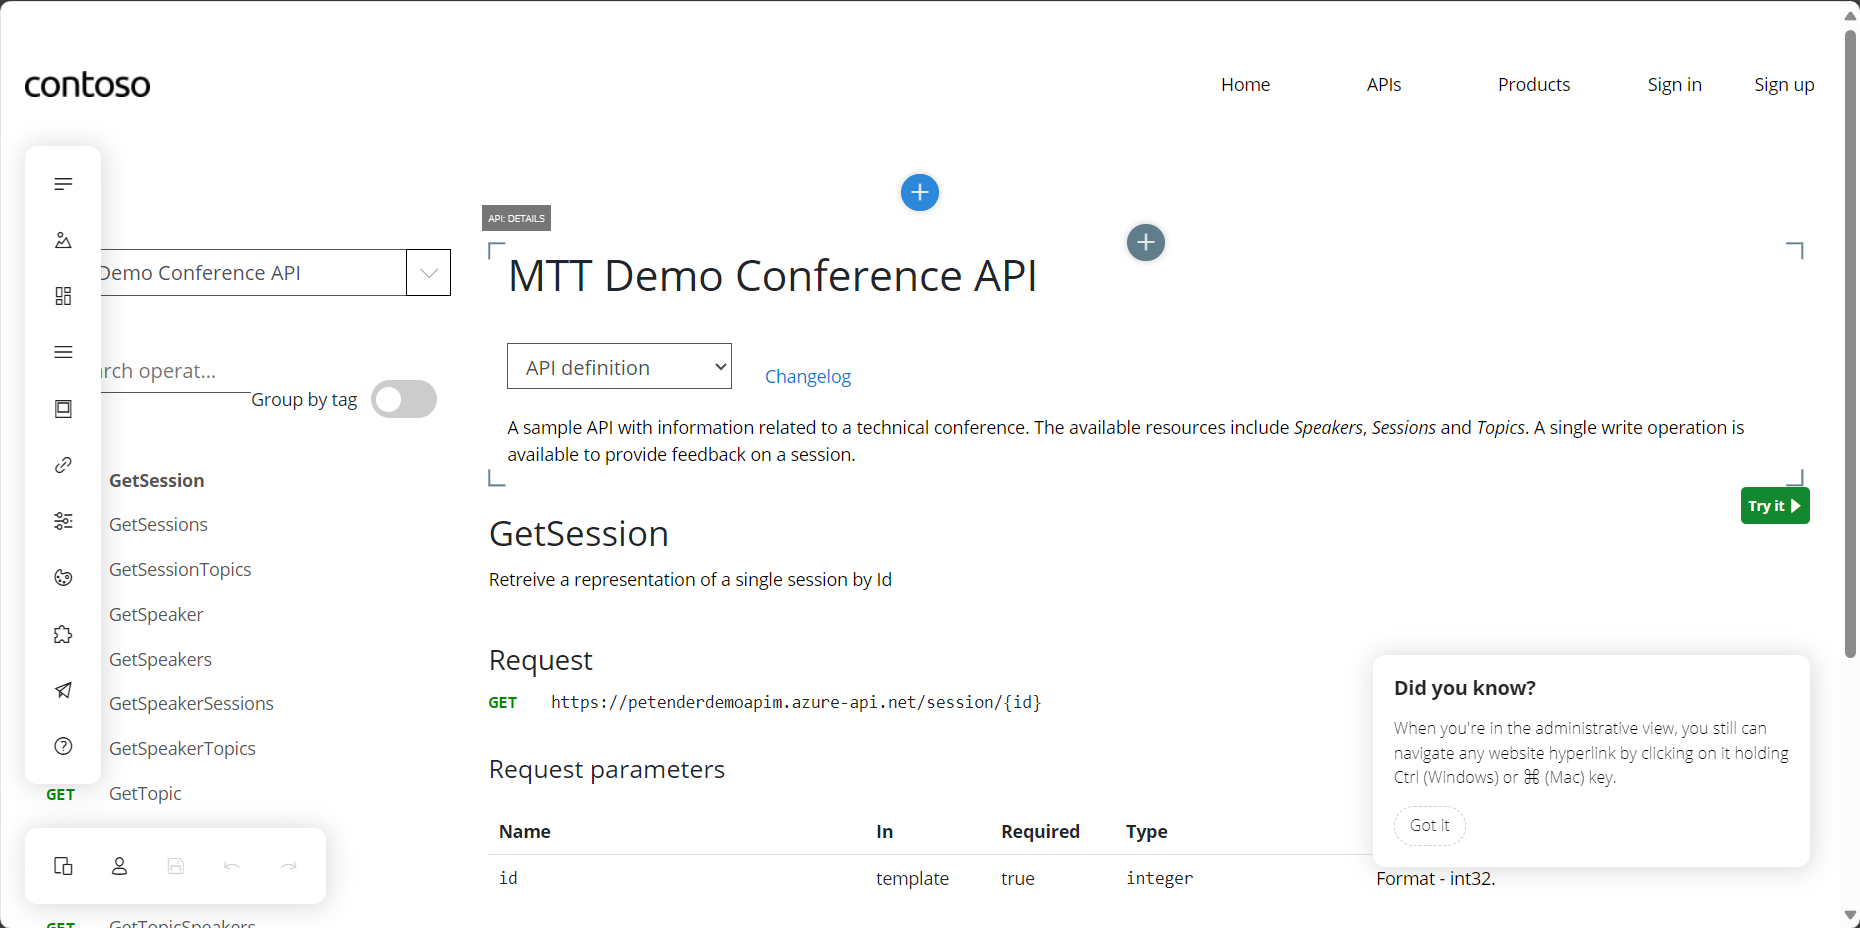 contoso
Home
APIs
Products
Sign in
Sign up
API: DETAILS
Demo Conference API
MTT Demo Conference API
API definition
Changelog
rch operat...
Group by tag
A sample API with information related to a technical conference. The available resources include Speakers, Sessions and Topics. A single write operation is
available to provide feedback on a session.
Try it
GetSession
GetSessions
GetSessionTopics
GetSpeaker
GetSpeakers
GetSpeakerSessions
GetSpeakerTopics
GET GetTopic
GET GetTopicSpeakers
GetSession
Retreive a representation of a single session by Id
Request
GET https://petenderdemoapim.azure-api.net/session/{id}
Request parameters
Name In Required Type
id template true integer Format - int32.
Did you know?
When you're in the administrative view, you still can
navigate any website hyperlink by clicking on it holding
Ctrl (Windows) or ⌘ (Mac) key.
Got it